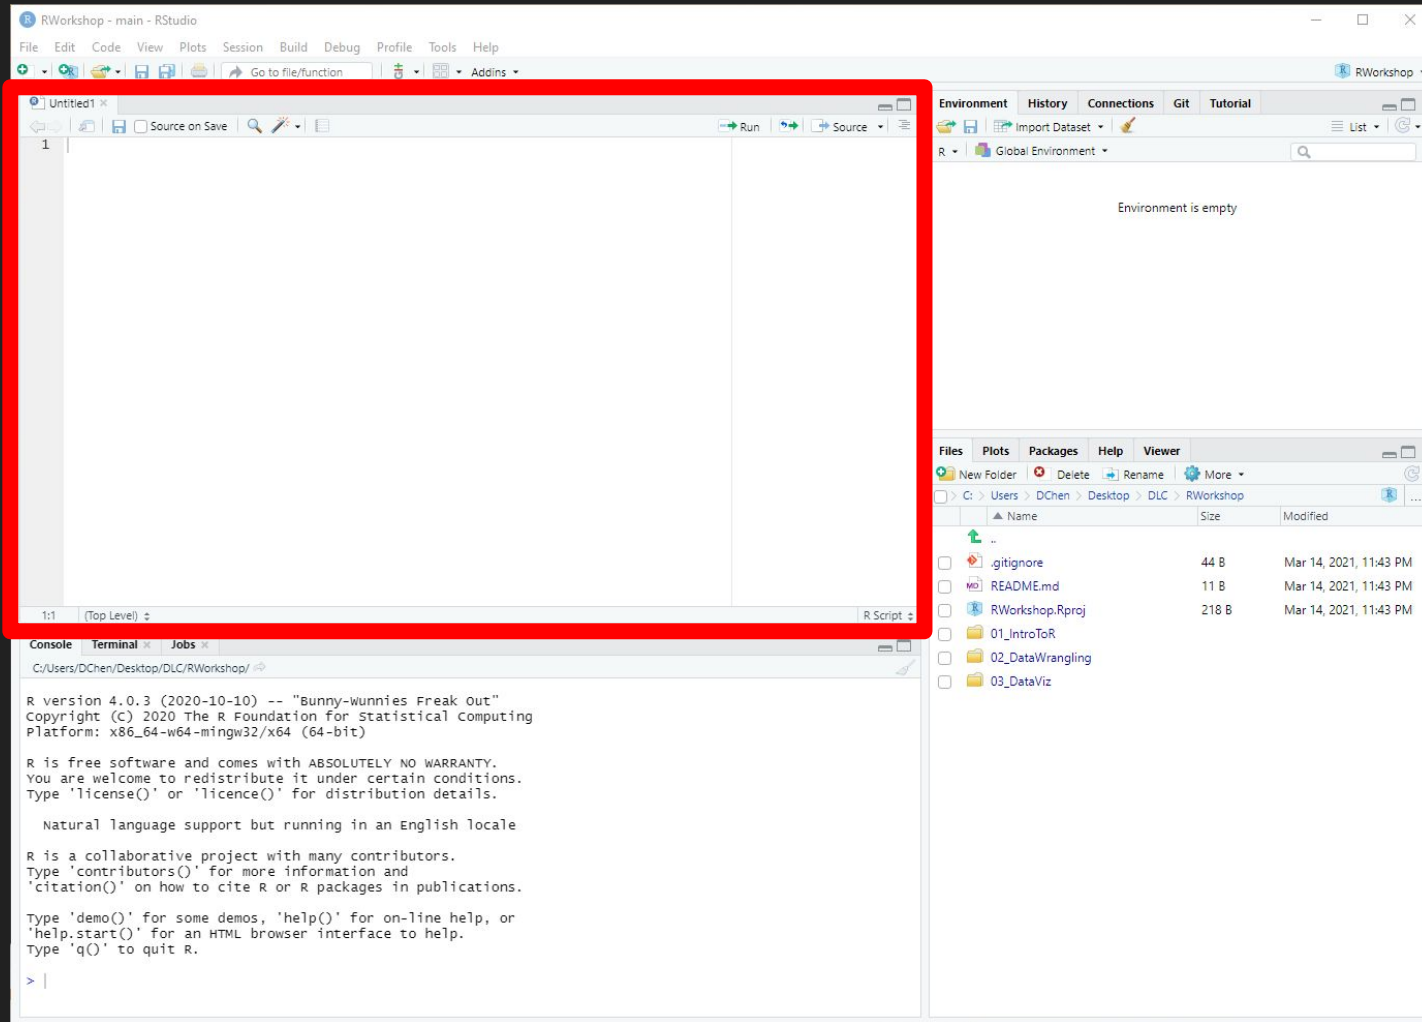 RWorkshop - main - RStudio
File Edit Code View Plots Session Build Debug Profile Tools Help
Go to file/function Addins RWorkshop
Untitled1
Source on Save Run Source
1
1:1 (Top Level) R Script
Console Terminal Jobs
C:/Users/DChen/Desktop/DLC/RWorkshop/
R version 4.0.3 (2020-10-10) -- "Bunny-Wunnies Freak Out"
Copyright (C) 2020 The R Foundation for Statistical Computing
Platform: x86_64-w64-mingw32/x64 (64-bit)
R is free software and comes with ABSOLUTELY NO WARRANTY.
You are welcome to redistribute it under certain conditions.
Type 'license()' or 'licence()' for distribution details.
Natural language support but running in an English locale
R is a collaborative project with many contributors.
Type 'contributors()' for more information and
'citation()' on how to cite R or R packages in publications.
Type 'demo()' for some demos, 'help()' for on-line help, or
'help.start()' for an HTML browser interface to help.
Type 'q()' to quit R.
>
Environment History Connections Git Tutorial
Import Dataset List
R Global Environment
Environment is empty
Files Plots Packages Help Viewer
New Folder Delete Rename More
C: > Users > DChen > Desktop > DLC > RWorkshop ...
Name Size Modified
..
.gitignore 44 B Mar 14, 2021, 11:43 PM
README.md 11 B Mar 14, 2021, 11:43 PM
RWorkshop.Rproj 218 B Mar 14, 2021, 11:43 PM
01_IntroToR
02_DataWrangling
03_DataViz